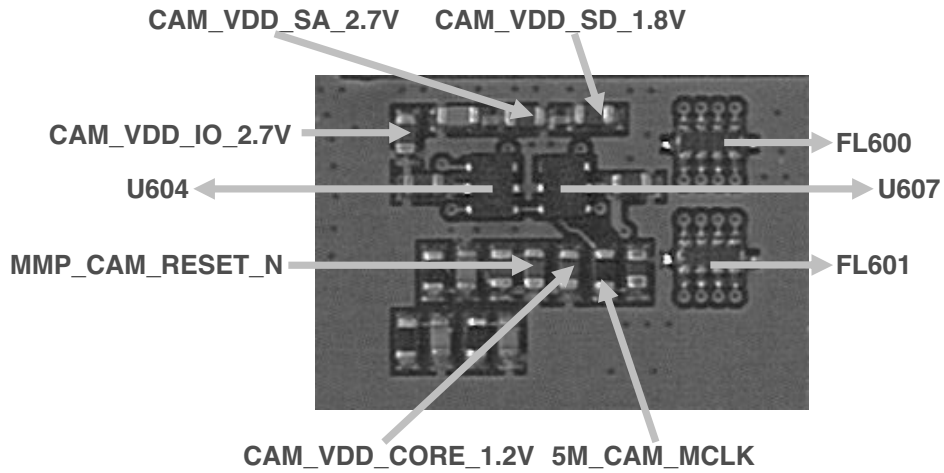 CAM_VDD_SA_2.7V CAM_VDD_SD_1.8V
CAM_VDD_IO_2.7V
FL600
U604
U607
MMP_CAM_RESET_N
FL601
CAM_VDD_CORE_1.2V 5M_CAM_MCLK